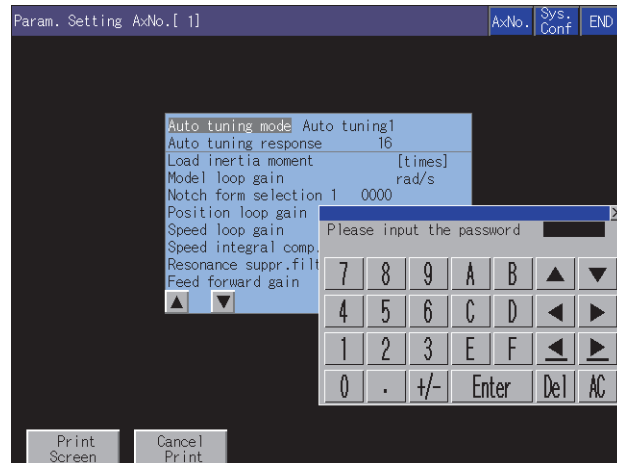 Param. Setting AxNo.[ 1] AxNo. Sys. Conf END
Auto tuning mode Auto tuning1
Auto tuning response 16
Load inertia moment [times]
Model loop gain rad/s
Notch form selection 1 0000
Position loop gain
Speed loop gain
Speed integral comp.
Resonance suppr.filt
Feed forward gain
▲ ▼
Please input the password
7 8 9 A B ▲ ▼
4 5 6 C D ◀ ▶
1 2 3 E F ◀ ▶
0 . +/- Enter Del AC
Print Screen Cancel Print